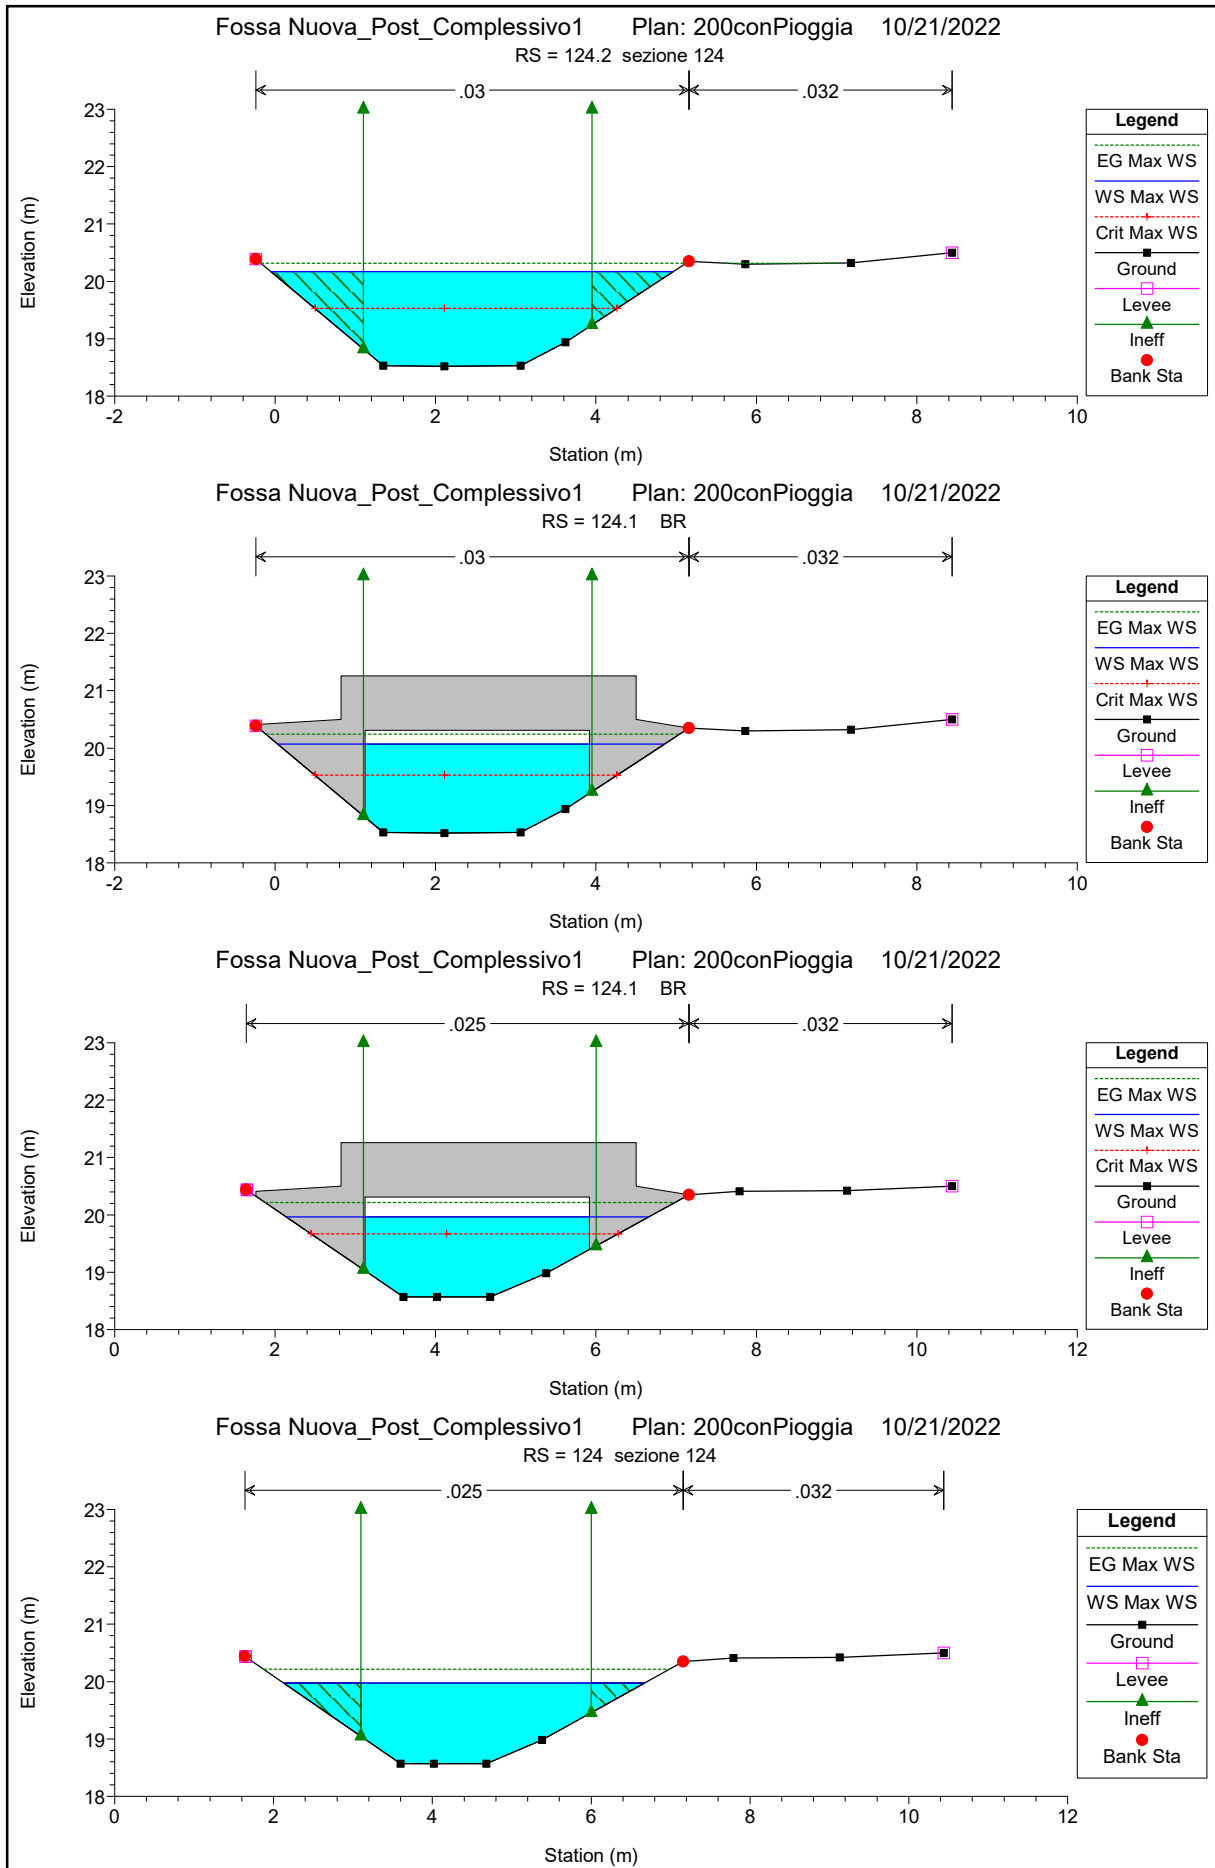 Fossa Nuova_Post_Complessivo1 Plan: 200conPioggia 10/21/2022
RS = 124.2 sezione 124
.03 .032
23
22
21
20
19
18
Elevation (m)
-2 0 2 4 6 8 10
Station (m)
Legend
EG Max WS
WS Max WS
Crit Max WS
Ground
Levee
Ineff
Bank Sta
Fossa Nuova_Post_Complessivo1 Plan: 200conPioggia 10/21/2022
RS = 124.1 BR
.03 .032
23
22
21
20
19
18
Elevation (m)
-2 0 2 4 6 8 10
Station (m)
Legend
EG Max WS
WS Max WS
Crit Max WS
Ground
Levee
Ineff
Bank Sta
Fossa Nuova_Post_Complessivo1 Plan: 200conPioggia 10/21/2022
RS = 124.1 BR
.025 .032
23
22
21
20
19
18
Elevation (m)
0 2 4 6 8 10 12
Station (m)
Legend
EG Max WS
WS Max WS
Crit Max WS
Ground
Levee
Ineff
Bank Sta
Fossa Nuova_Post_Complessivo1 Plan: 200conPioggia 10/21/2022
RS = 124 sezione 124
.025 .032
23
22
21
20
19
18
Elevation (m)
0 2 4 6 8 10 12
Station (m)
Legend
EG Max WS
WS Max WS
Ground
Levee
Ineff
Bank Sta